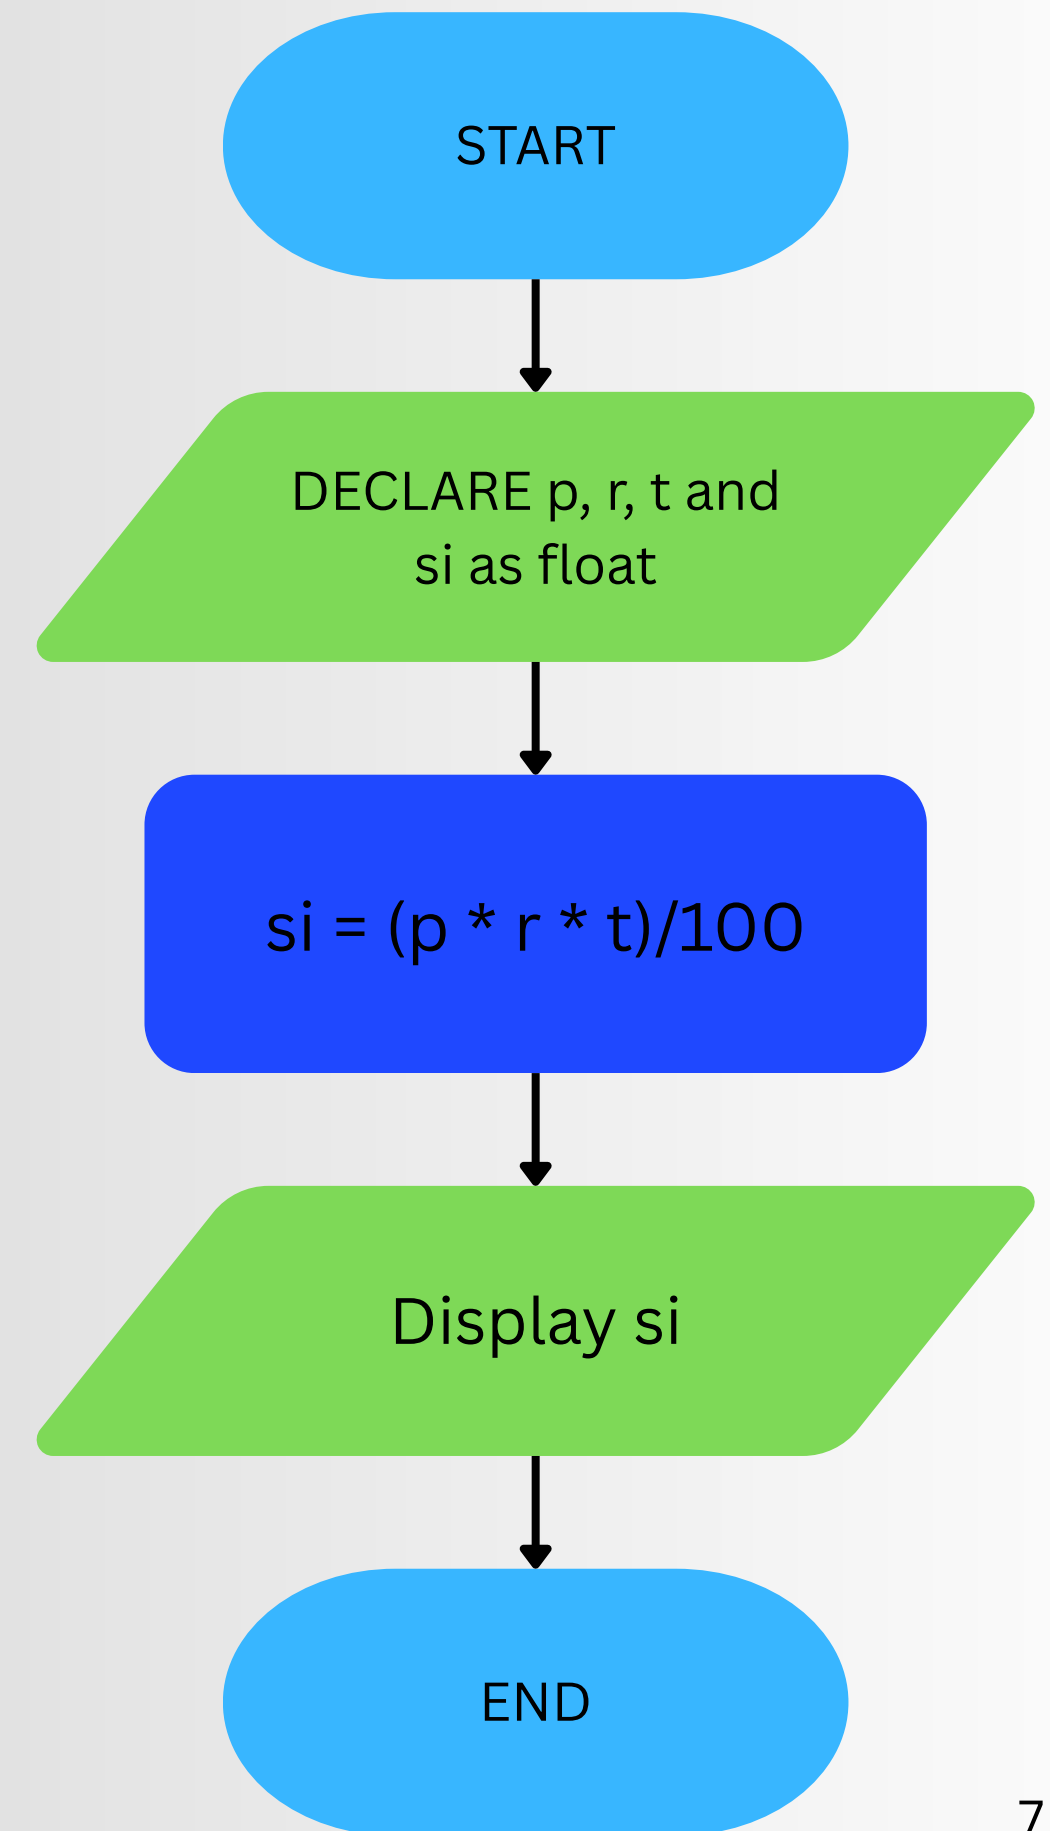 START
DECLARE p, r, t and
si as float
si = (p * r * t)/100
Display si
END
7